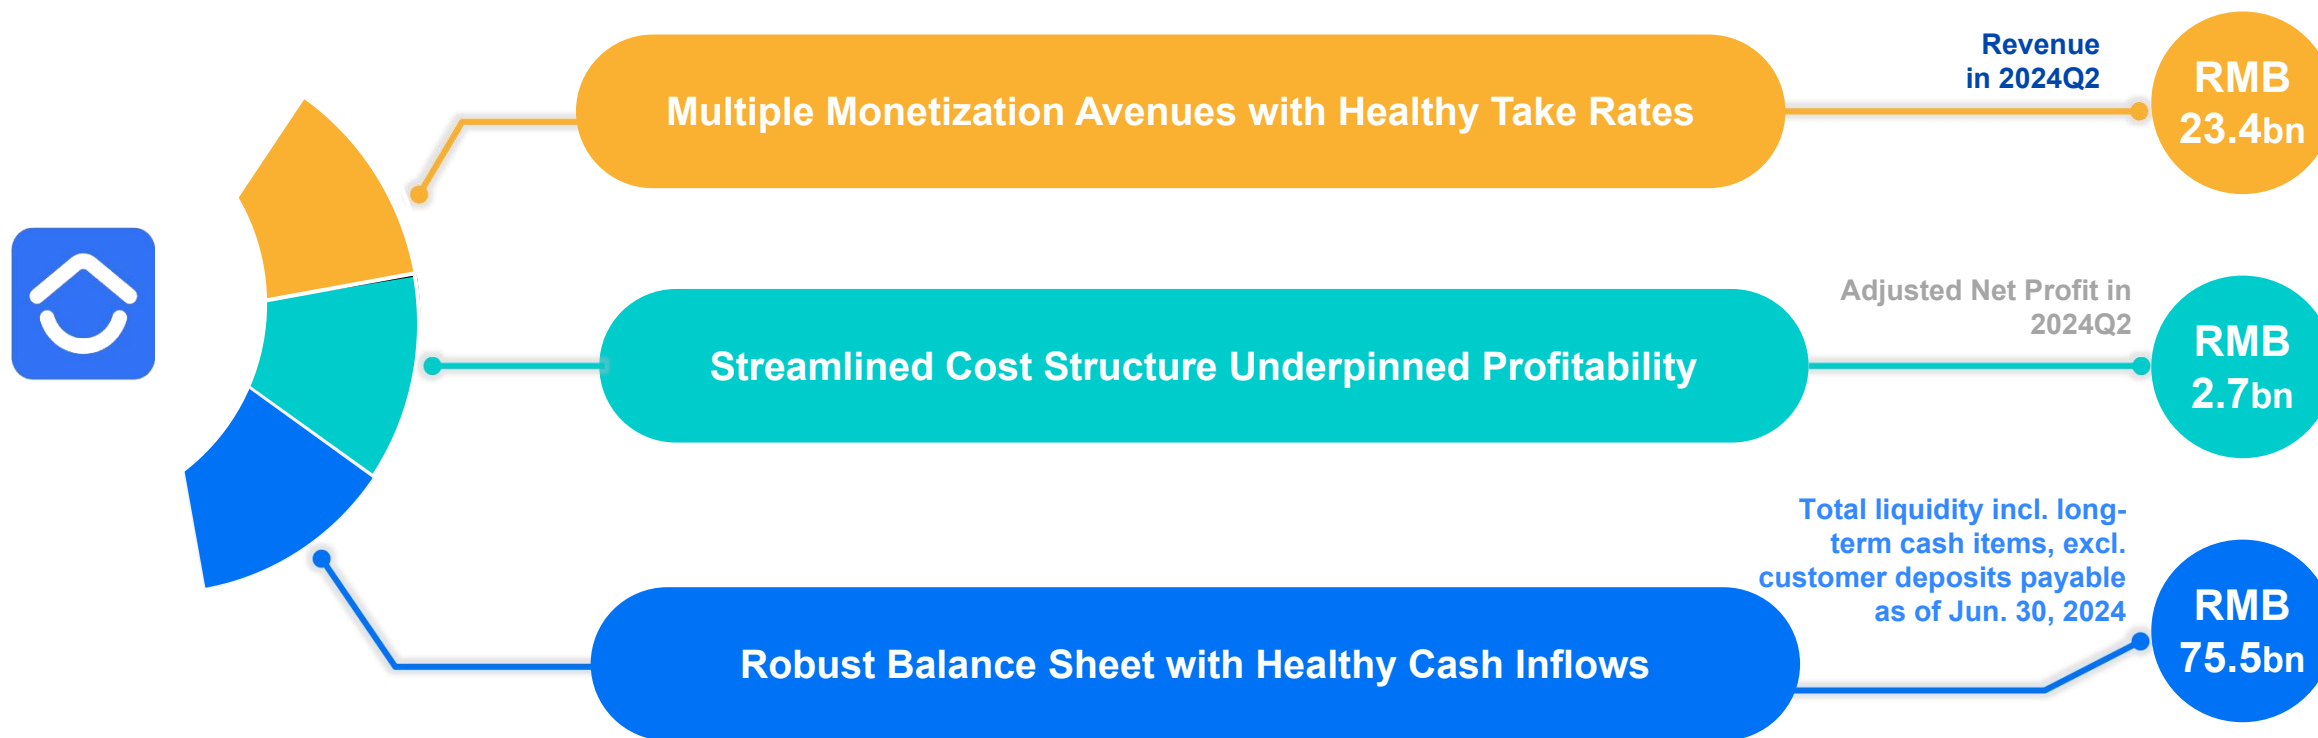 Revenue
in 2024Q2
RMB
23.4bn
Multiple Monetization Avenues with Healthy Take Rates
Adjusted Net Profit in
2024Q2
RMB
2.7bn
Streamlined Cost Structure Underpinned Profitability
Total liquidity incl. long-
term cash items, excl.
customer deposits payable
as of Jun. 30, 2024
RMB
75.5bn
Robust Balance Sheet with Healthy Cash Inflows